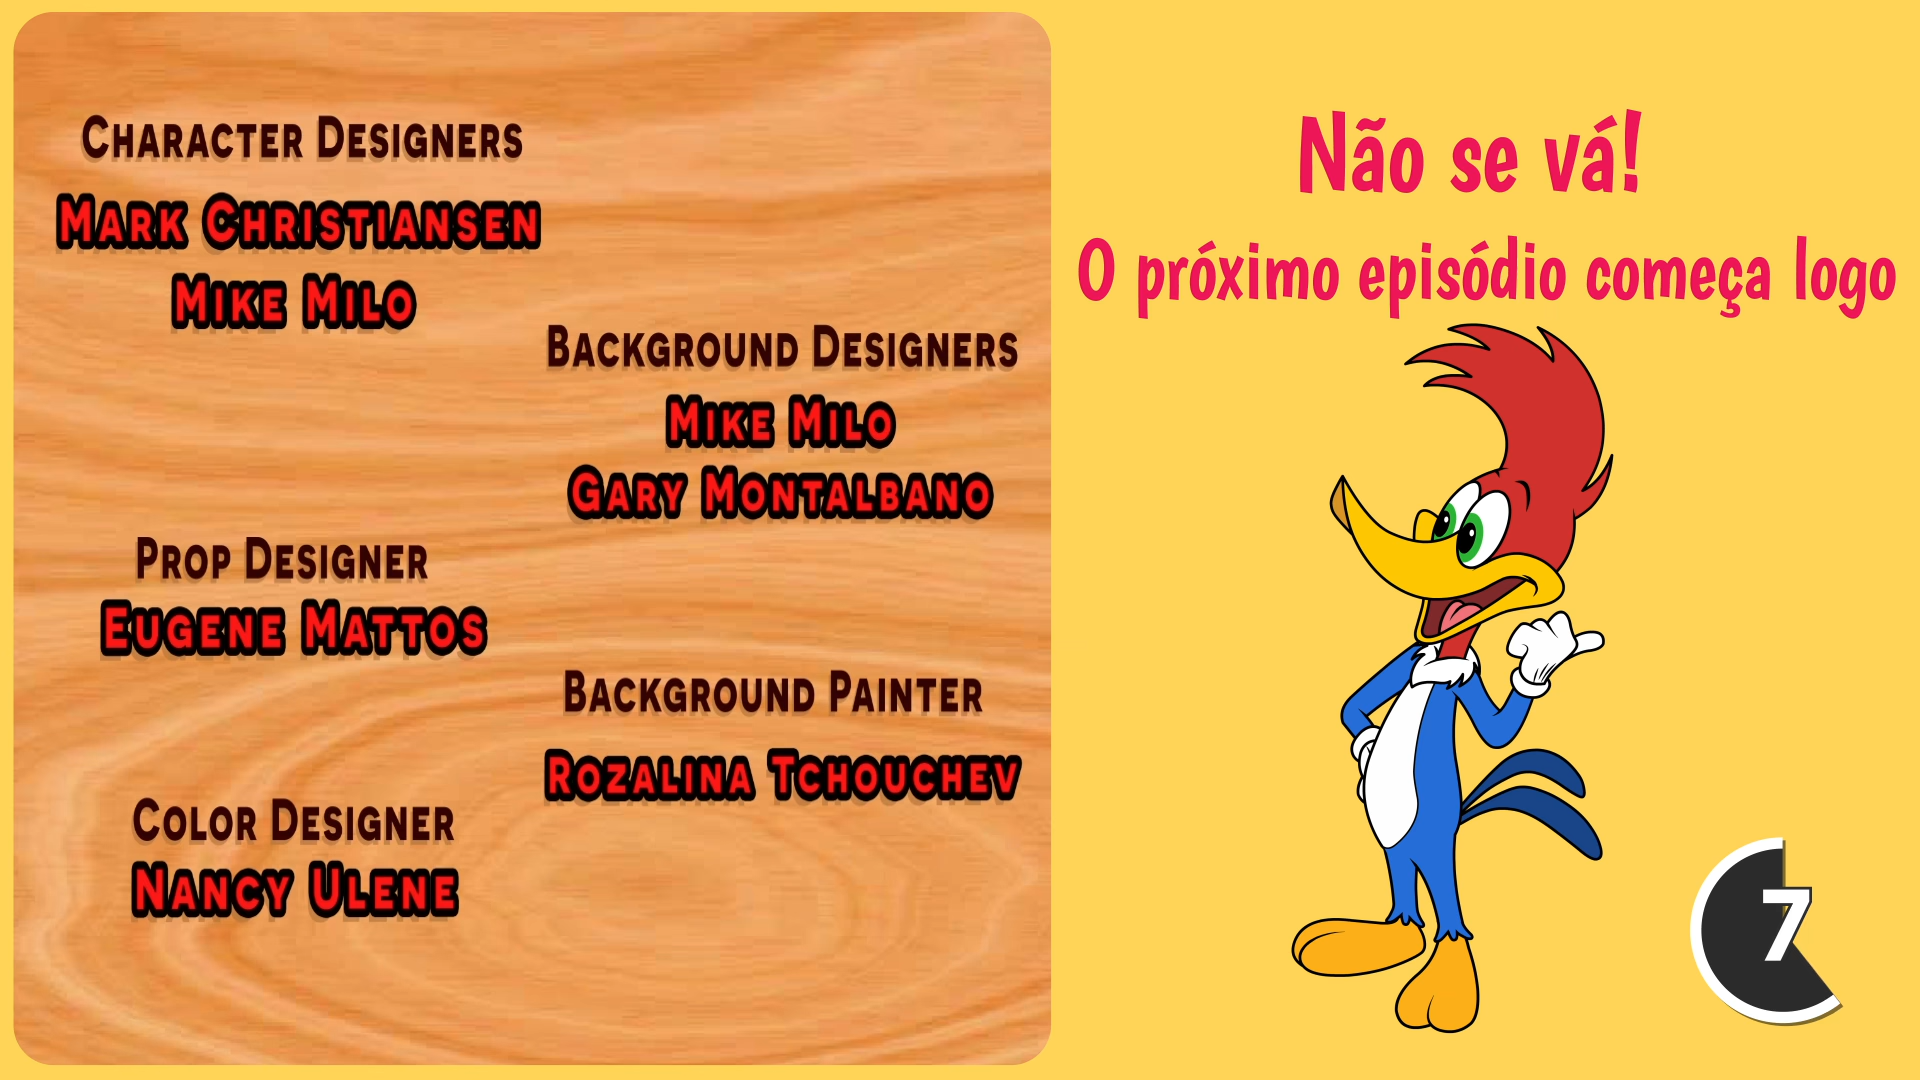 Character Designers
Mark Christiansen
Mike Milo
Background Designers
Mike Milo
Gary Montalbano
Prop Designer
Eugene Mattos
Background Painter
Rozalina Tchouchev
Color Designer
Nancy Ulene
Não se vá!
O próximo episódio começa logo
7